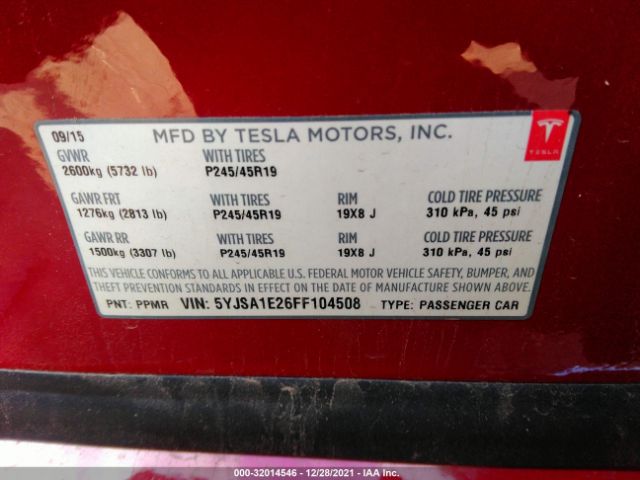 09/15 MFD BY TESLA MOTORS, INC.
GVWR WITH TIRES
2600kg (5732 lb) P245/45R19
TESLA
GAWR FRT WITH TIRES RIM COLD TIRE PRESSURE
1276kg (2813 lb) P245/45R19 19X8 J 310 kPa, 45 psi
GAWR RR WITH TIRES RIM COLD TIRE PRESSURE
1500kg (3307 lb) P245/45R19 19X8 J 310 kPa, 45 psi
THIS VEHICLE CONFORMS TO ALL APPLICABLE U.S. FEDERAL MOTOR VEHICLE SAFETY, BUMPER, AND
THEFT PREVENTION STANDARDS IN EFFECT ON THE DATE OF MANUFACTURE SHOWN ABOVE.
PNT: PPMR VIN: 5YJSA1E26FF104508 TYPE: PASSENGER CAR
000-32014546 - 12/28/2021 - IAA Inc.